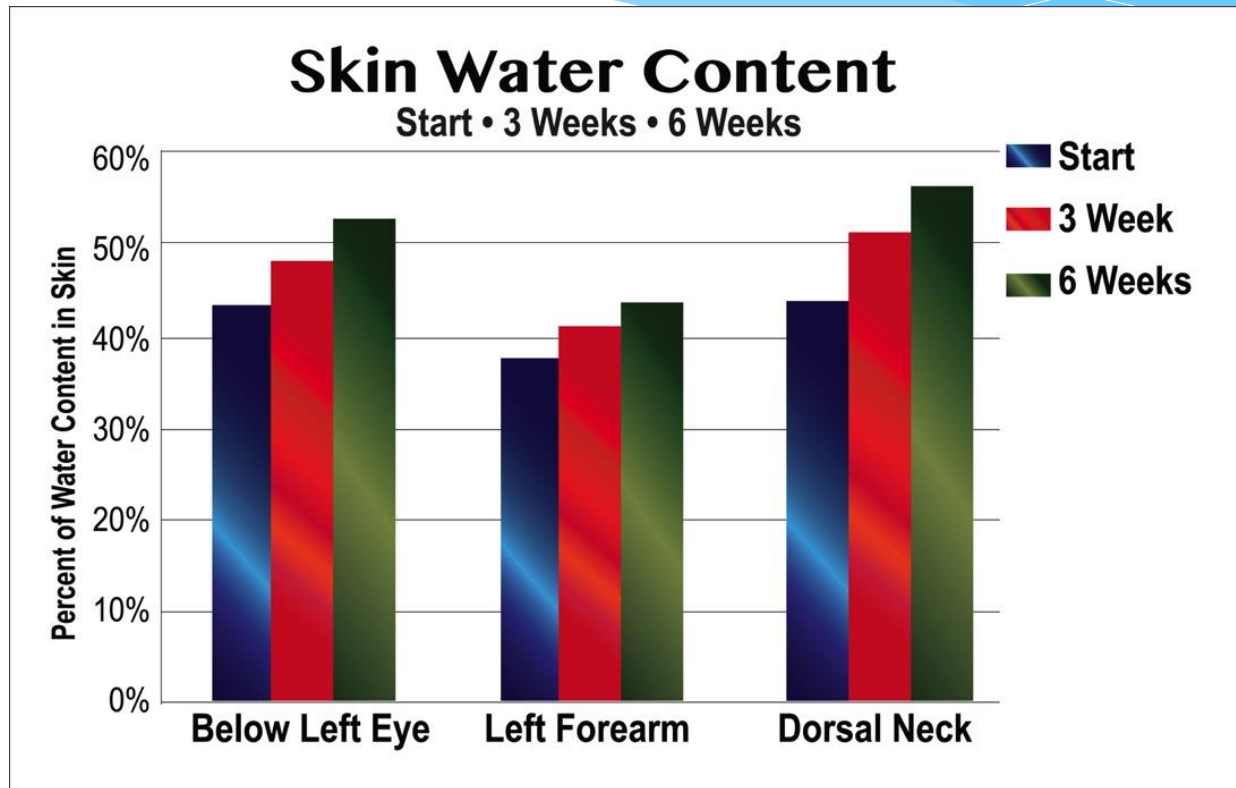 Skin Water Content
Start • 3 Weeks • 6 Weeks
Start
3 Week
6 Weeks
Percent of Water Content in Skin
60%
50%
40%
30%
20%
10%
0%
Below Left Eye
Left Forearm
Dorsal Neck